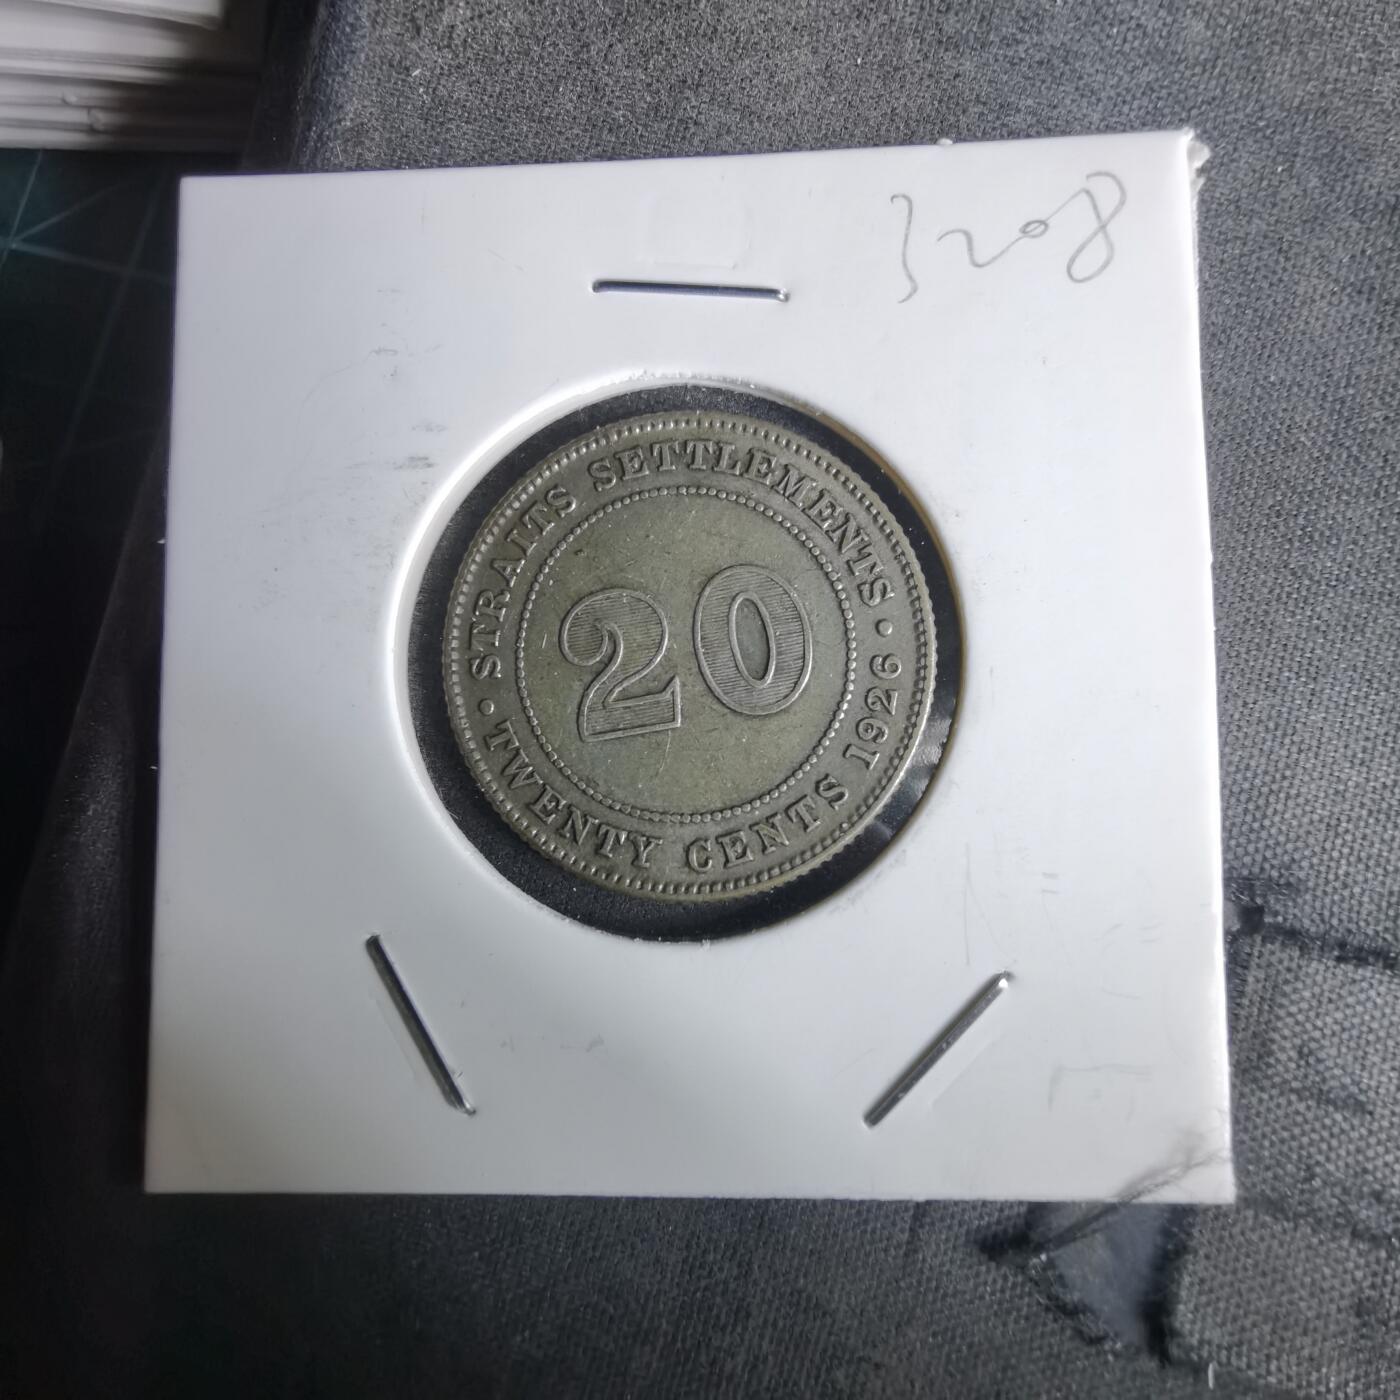 3208
STRAITS SETTLEMENTS
20
TWENTY CENTS 1926